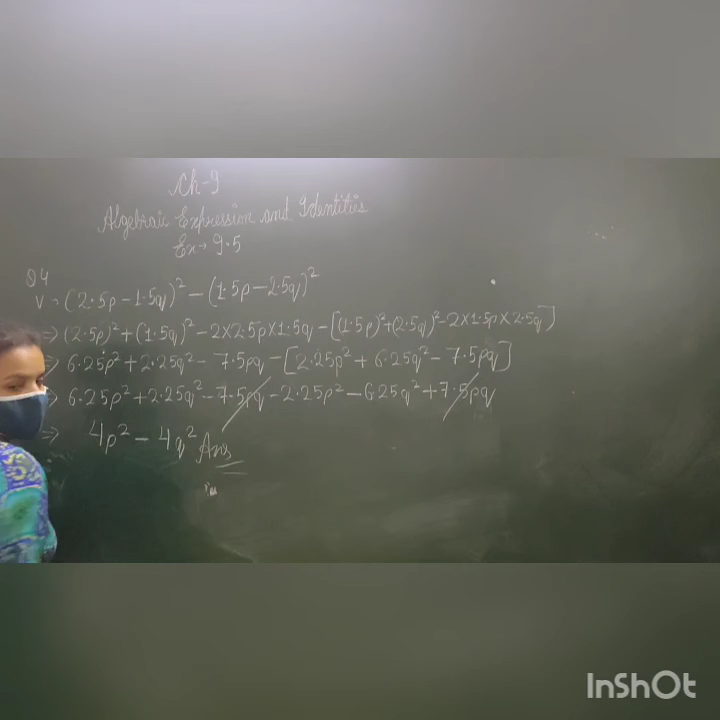 Ch-9
Algebraic Expression and Identities
Ex → 9.5
Q4
V → (2.5p - 1.5q)² - (1.5p - 2.5q)²
⇒ (2.5p)² + (1.5q)² - 2×2.5p×1.5q - [(1.5p)² + (2.5q)² - 2×1.5p×2.5q]
⇒ 6.25p² + 2.25q² - 7.5pq - [2.25p² + 6.25q² - 7.5pq]
⇒ 6.25p² + 2.25q² - 7.5pq - 2.25p² - 6.25q² + 7.5pq
⇒ 4p² - 4q² Ans
InShOt